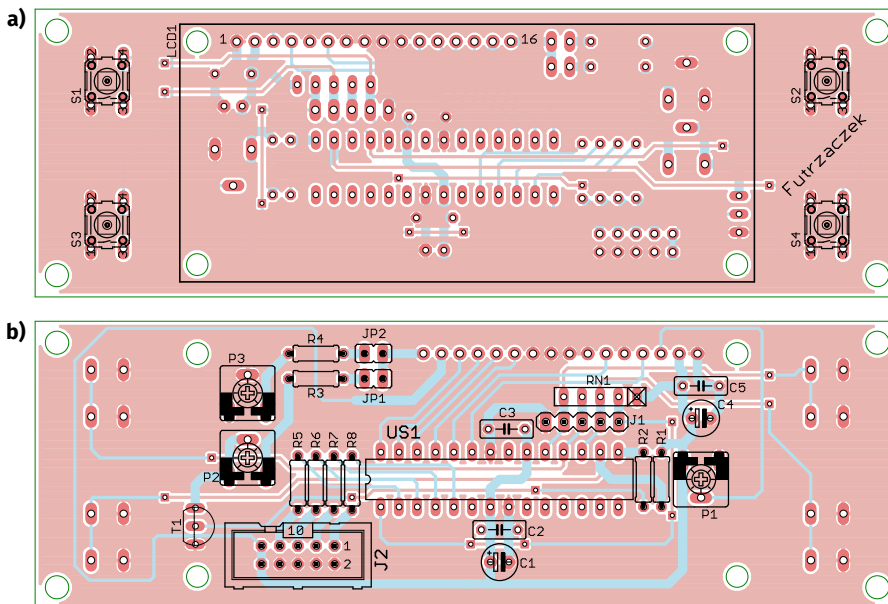 a)
LCD1
1
16
S1
S2
Futrzaczek
S3
S4
b)
P3
R4
JP2
R3
JP1
RN1
C5
C4
C3
J1
US1
R2
R1
P2
R5
R6
R7
R8
P1
T1
10
1
2
J2
C2
C1